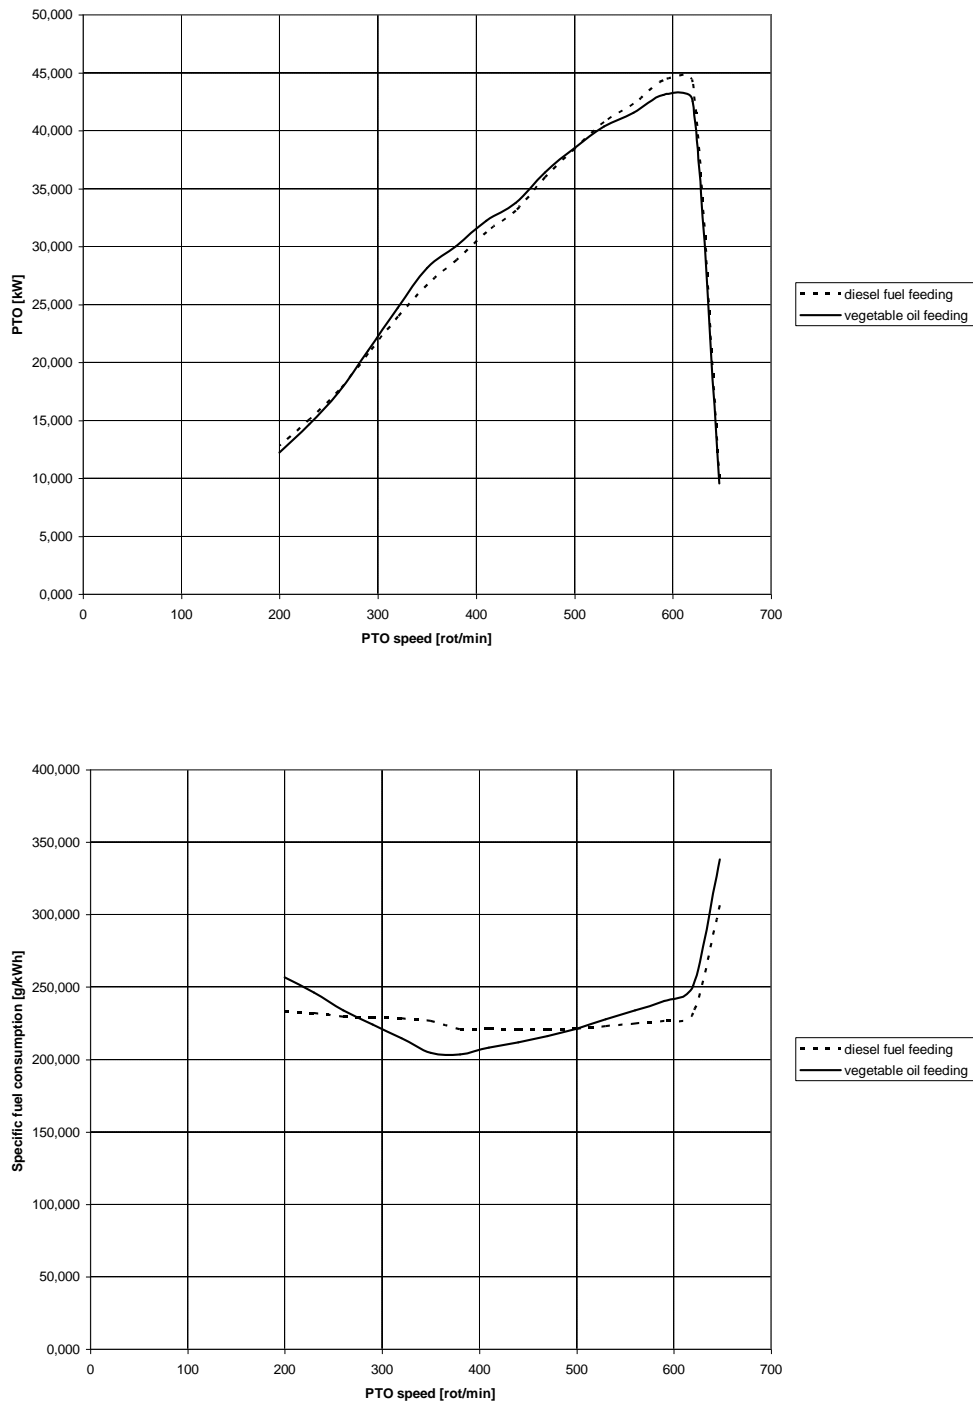 50,000
45,000
40,000
35,000
30,000
25,000
20,000
15,000
10,000
5,000
0,000
PTO [kW]
0 100 200 300 400 500 600 700
PTO speed [rot/min]
diesel fuel feeding
vegetable oil feeding
400,000
350,000
300,000
250,000
200,000
150,000
100,000
50,000
0,000
Specific fuel consumption [g/kWh]
0 100 200 300 400 500 600 700
PTO speed [rot/min]
diesel fuel feeding
vegetable oil feeding